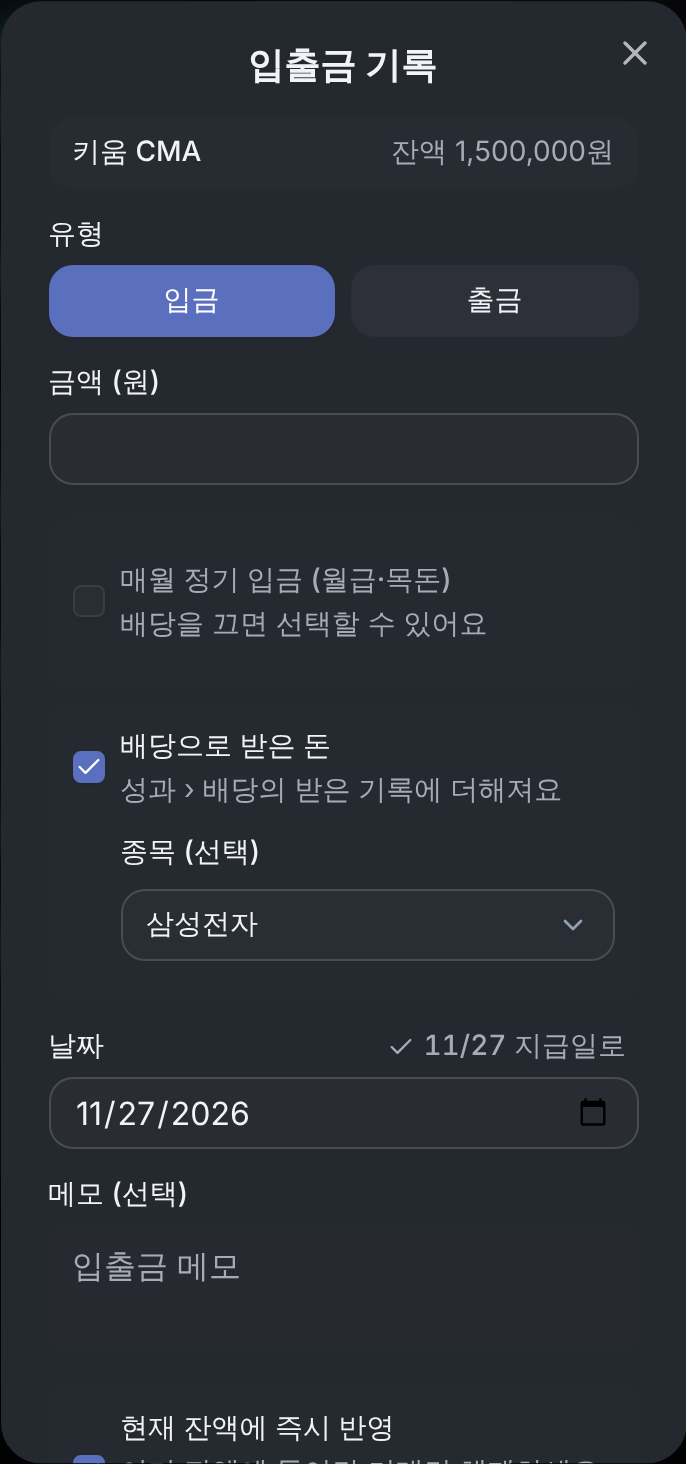 입출금 기록
키움 CMA 잔액 1,500,000원
유형
입금 출금
금액 (원)
매월 정기 입금 (월급·목돈)
배당을 끄면 선택할 수 있어요
배당으로 받은 돈
성과 › 배당의 받은 기록에 더해져요
종목 (선택)
삼성전자
날짜 11/27 지급일로
11/27/2026
메모 (선택)
입출금 메모
현재 잔액에 즉시 반영